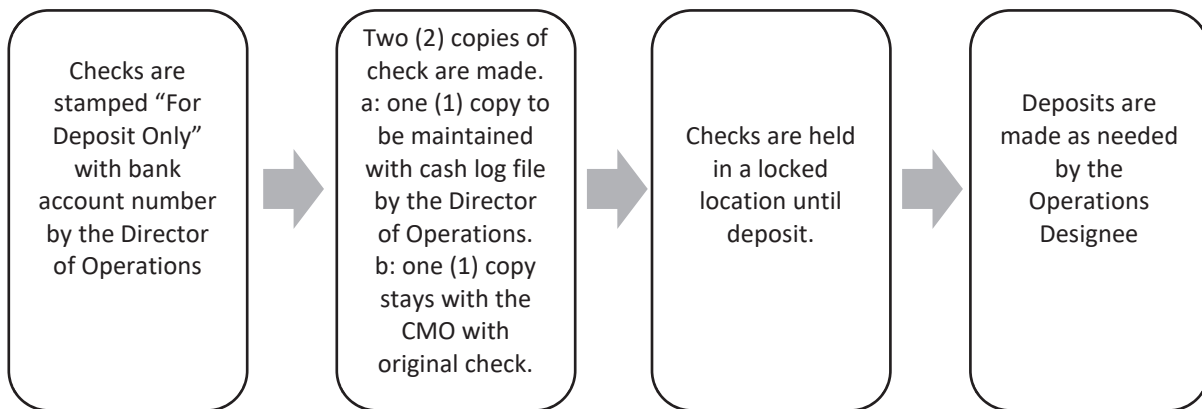 Checks are
stamped “For
Deposit Only”
with bank
account number
by the Director
of Operations
Two (2) copies of
check are made.
a: one (1) copy to
be maintained
with cash log file
by the Director
of Operations.
b: one (1) copy
stays with the
CMO with
original check.
Checks are held
in a locked
location until
deposit.
Deposits are
made as needed
by the
Operations
Designee